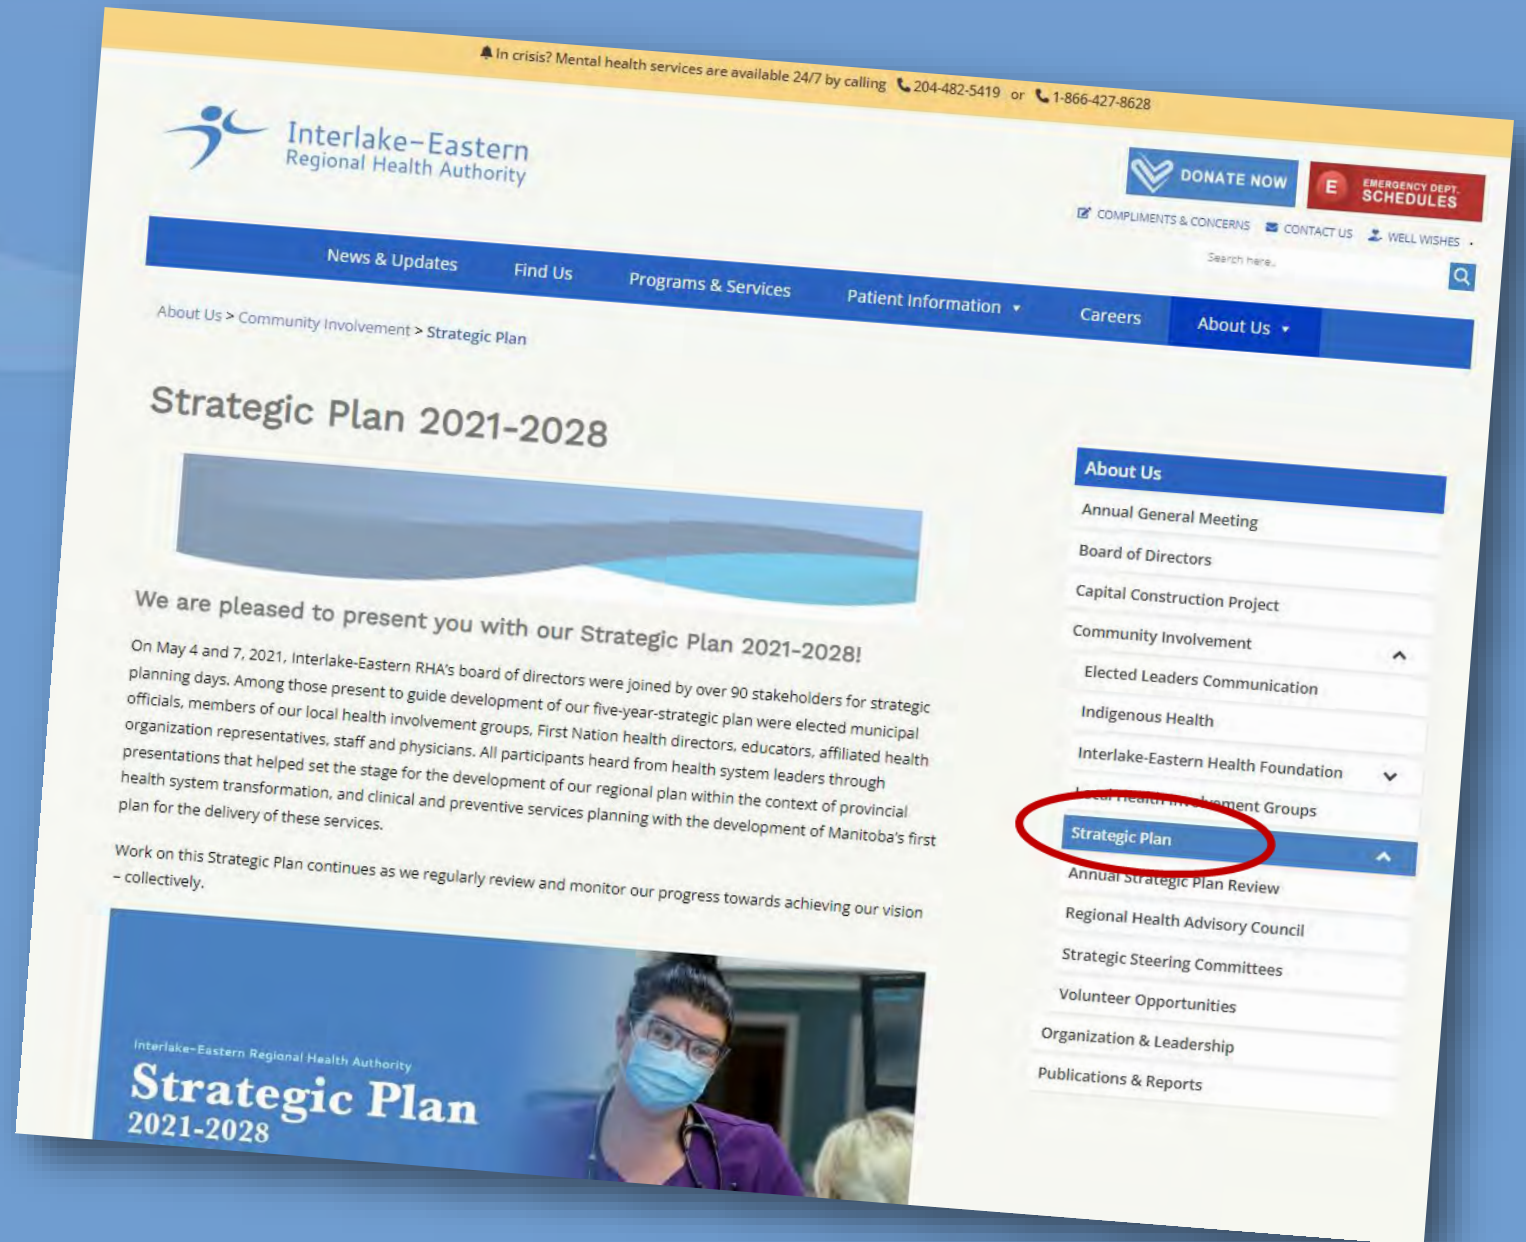 In crisis? Mental health services are available 24/7 by calling 204-482-5419 or 1-866-427-8628
Interlake-Eastern
Regional Health Authority
DONATE NOW
E EMERGENCY DEPT.
SCHEDULES
COMPLIMENTS & CONCERNS CONTACT US WELL WISHES
Search here..
News & Updates Find Us Programs & Services Patient Information Careers About Us
About Us > Community Involvement > Strategic Plan
Strategic Plan 2021-2028
We are pleased to present you with our Strategic Plan 2021-2028!
On May 4 and 7, 2021, Interlake-Eastern RHA's board of directors were joined by over 90 stakeholders for strategic
planning days. Among those present to guide development of our five-year-strategic plan were elected municipal
officials, members of our local health involvement groups, First Nation health directors, educators, affiliated health
organization representatives, staff and physicians. All participants heard from health system leaders through
presentations that helped set the stage for the development of our regional plan within the context of provincial
health system transformation, and clinical and preventive services planning with the development of Manitoba's first
plan for the delivery of these services.
Work on this Strategic Plan continues as we regularly review and monitor our progress towards achieving our vision
– collectively.
Interlake-Eastern Regional Health Authority
Strategic Plan
2021-2028
About Us
Annual General Meeting
Board of Directors
Capital Construction Project
Community Involvement
Elected Leaders Communication
Indigenous Health
Interlake-Eastern Health Foundation
Local Health Involvement Groups
Strategic Plan
Annual Strategic Plan Review
Regional Health Advisory Council
Strategic Steering Committees
Volunteer Opportunities
Organization & Leadership
Publications & Reports